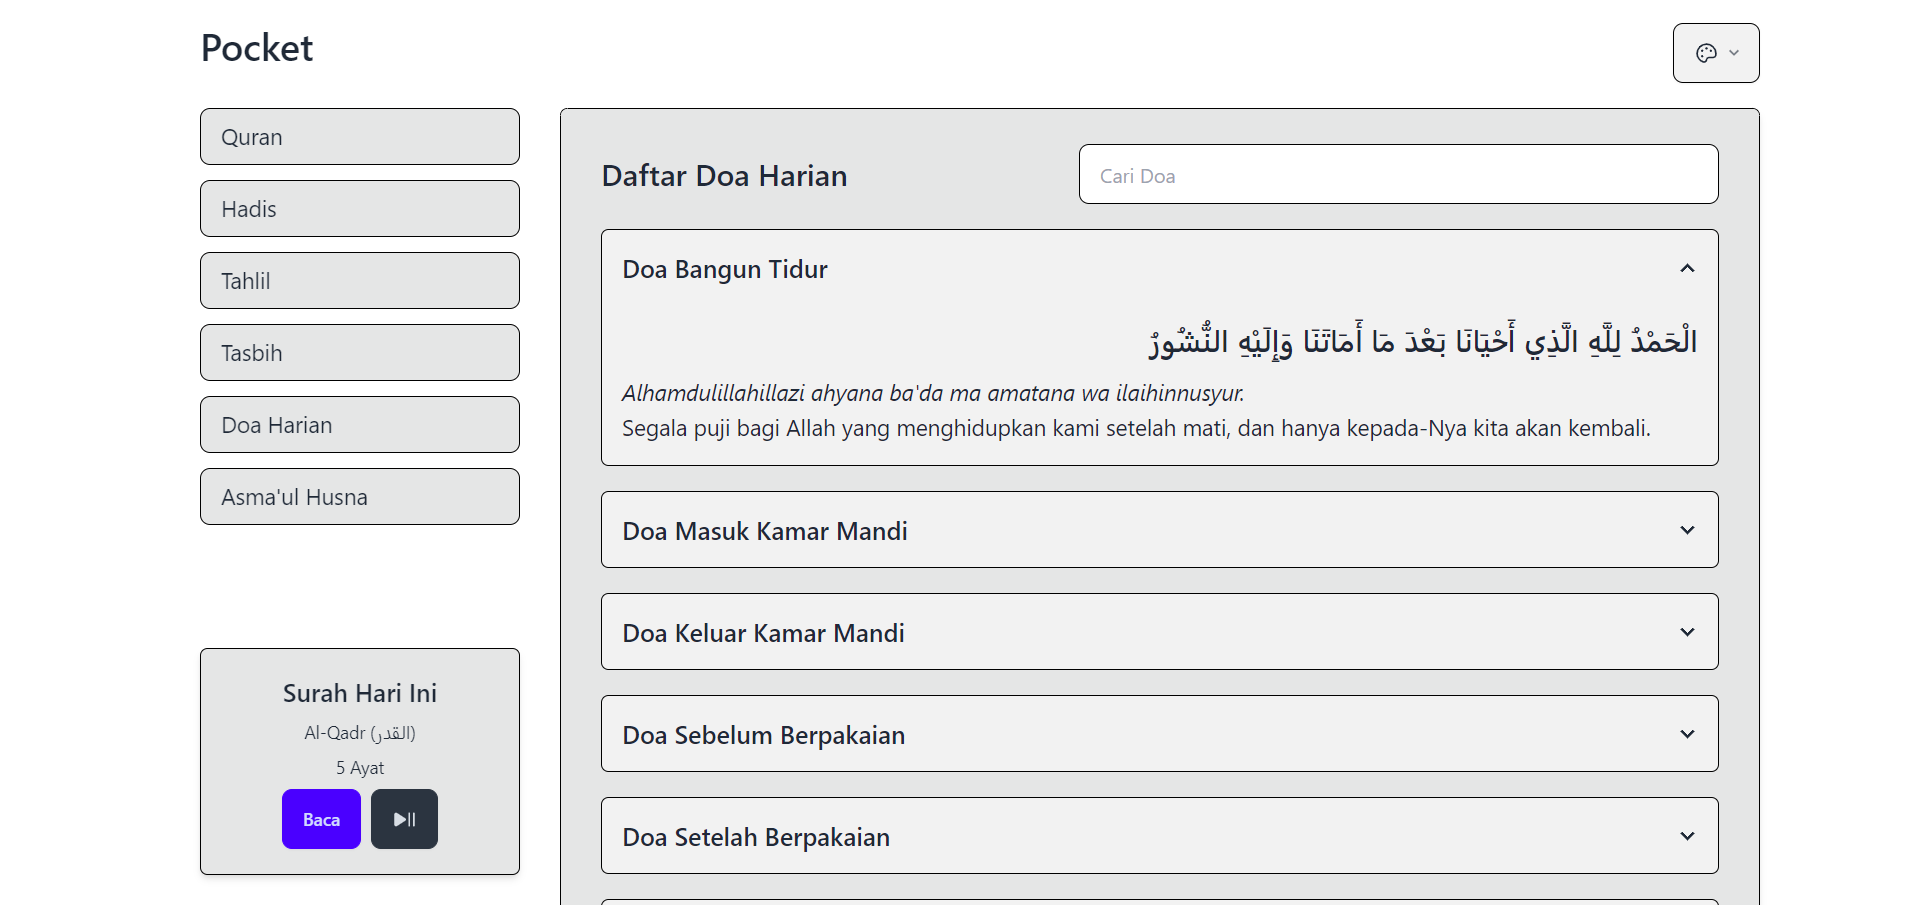 Pocket
Quran
Hadis
Tahlil
Tasbih
Doa Harian
Asma'ul Husna
Surah Hari Ini
Al-Qadr (القدر)
5 Ayat
Baca
Daftar Doa Harian
Cari Doa
Doa Bangun Tidur
الْحَمْدُ لِلَّهِ الَّذِي أَحْيَانَا بَعْدَ مَا أَمَاتَنَا وَإِلَيْهِ النُّشُورُ
Alhamdulillahillazi ahyana ba'da ma amatana wa ilaihinnusyur.
Segala puji bagi Allah yang menghidupkan kami setelah mati, dan hanya kepada-Nya kita akan kembali.
Doa Masuk Kamar Mandi
Doa Keluar Kamar Mandi
Doa Sebelum Berpakaian
Doa Setelah Berpakaian